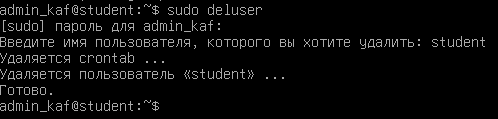 admin_kaf@student:~$ sudo deluser
[sudo] пароль для admin_kaf:
Введите имя пользователя, которого вы хотите удалить: student
Удаляется crontab ...
Удаляется пользователь «student» ...
Готово.
admin_kaf@student:~$